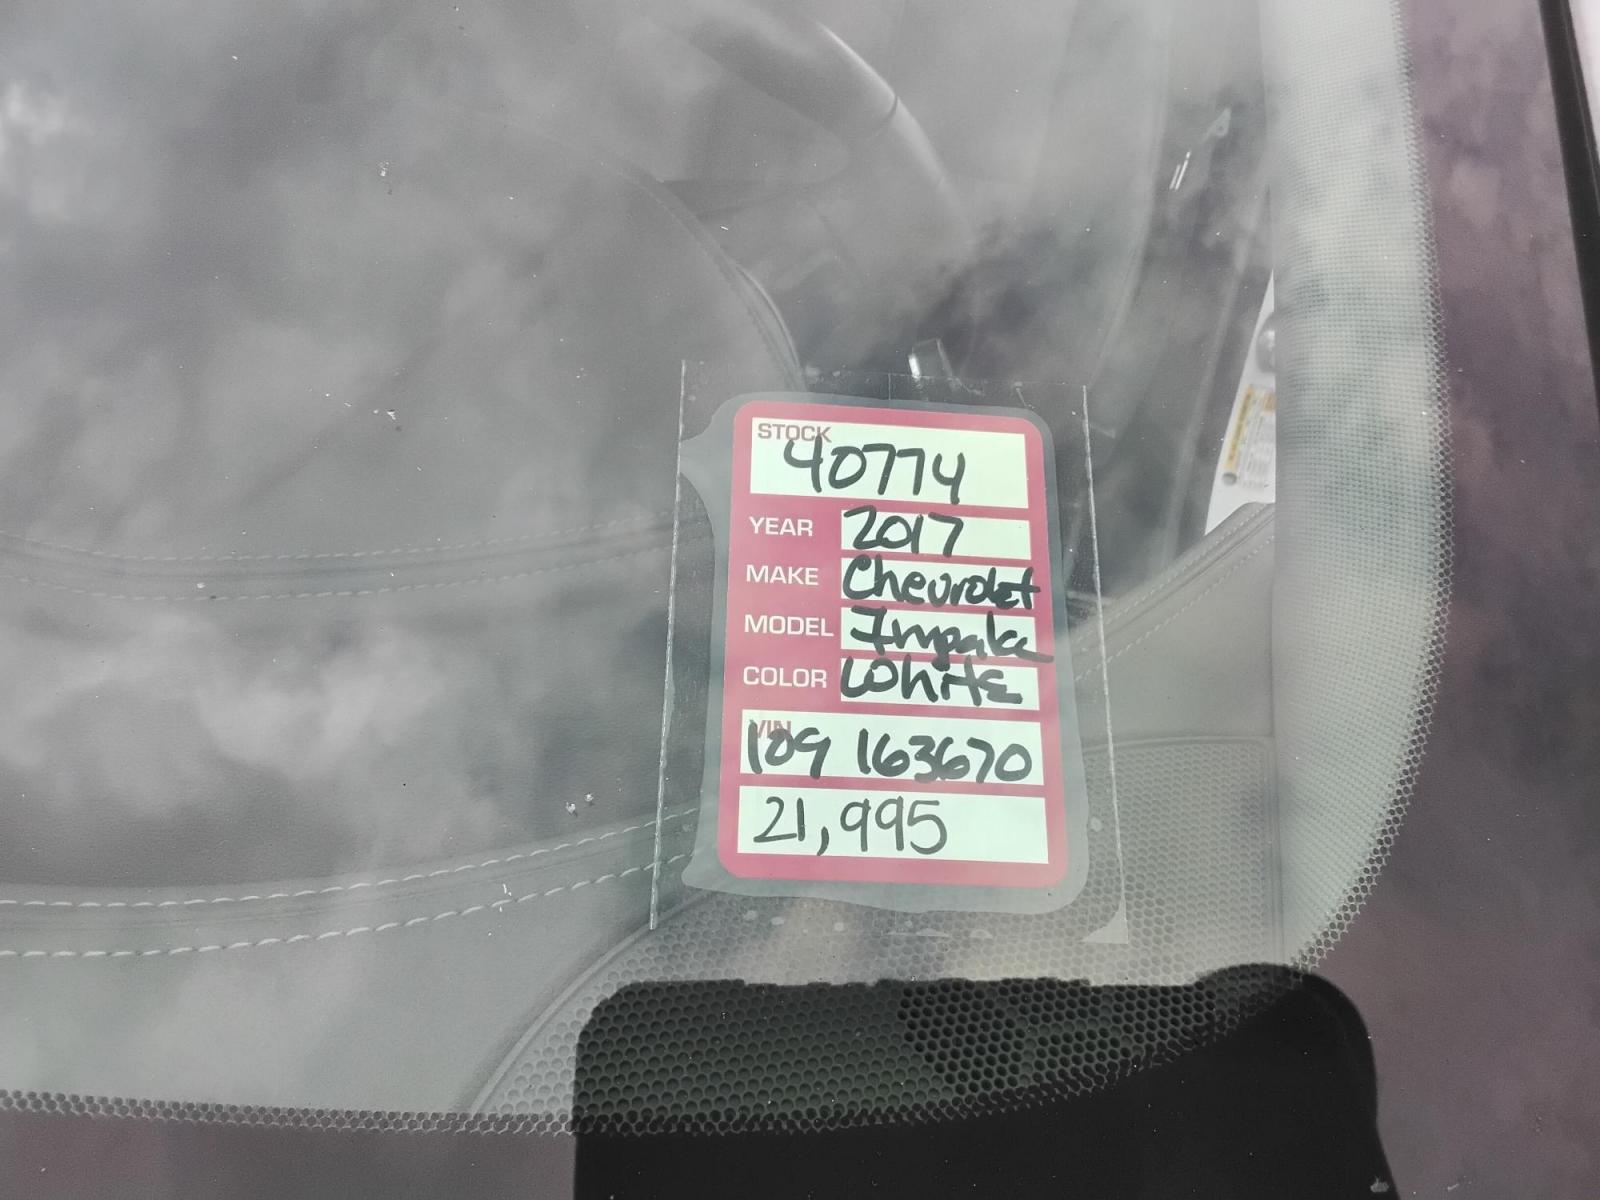 STOCK
40774
YEAR 2017
MAKE Chevrolet
MODEL Impala
COLOR White
VIN
109 163670
21,995